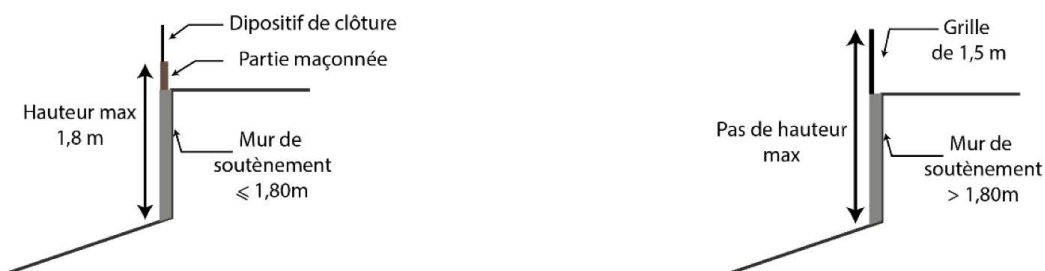 Dipositif de clôture
Partie maçonnée
Hauteur max
1,8 m
Mur de
soutènement
⩽ 1,80m
Grille
de 1,5 m
Pas de hauteur
max
Mur de
soutènement
> 1,80m